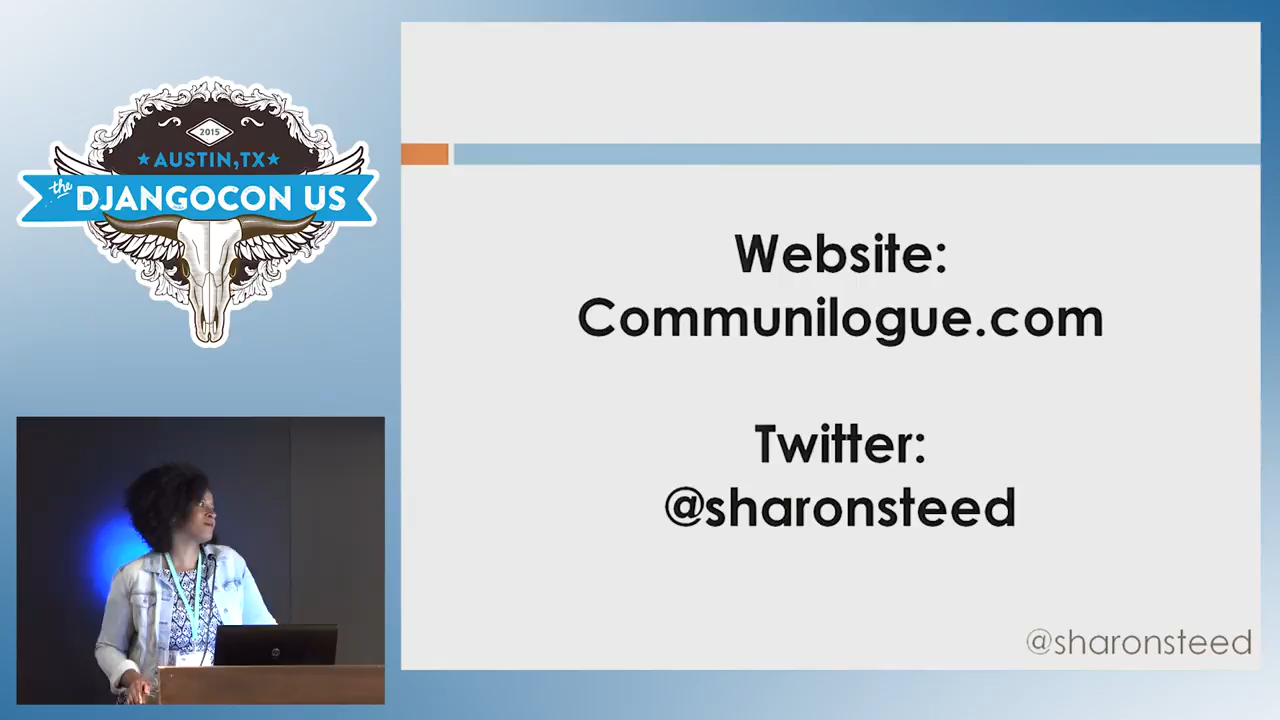 2015
★AUSTIN,TX★
the DJANGOCON US
Website:
Communilogue.com
Twitter:
@sharonsteed
@sharonsteed